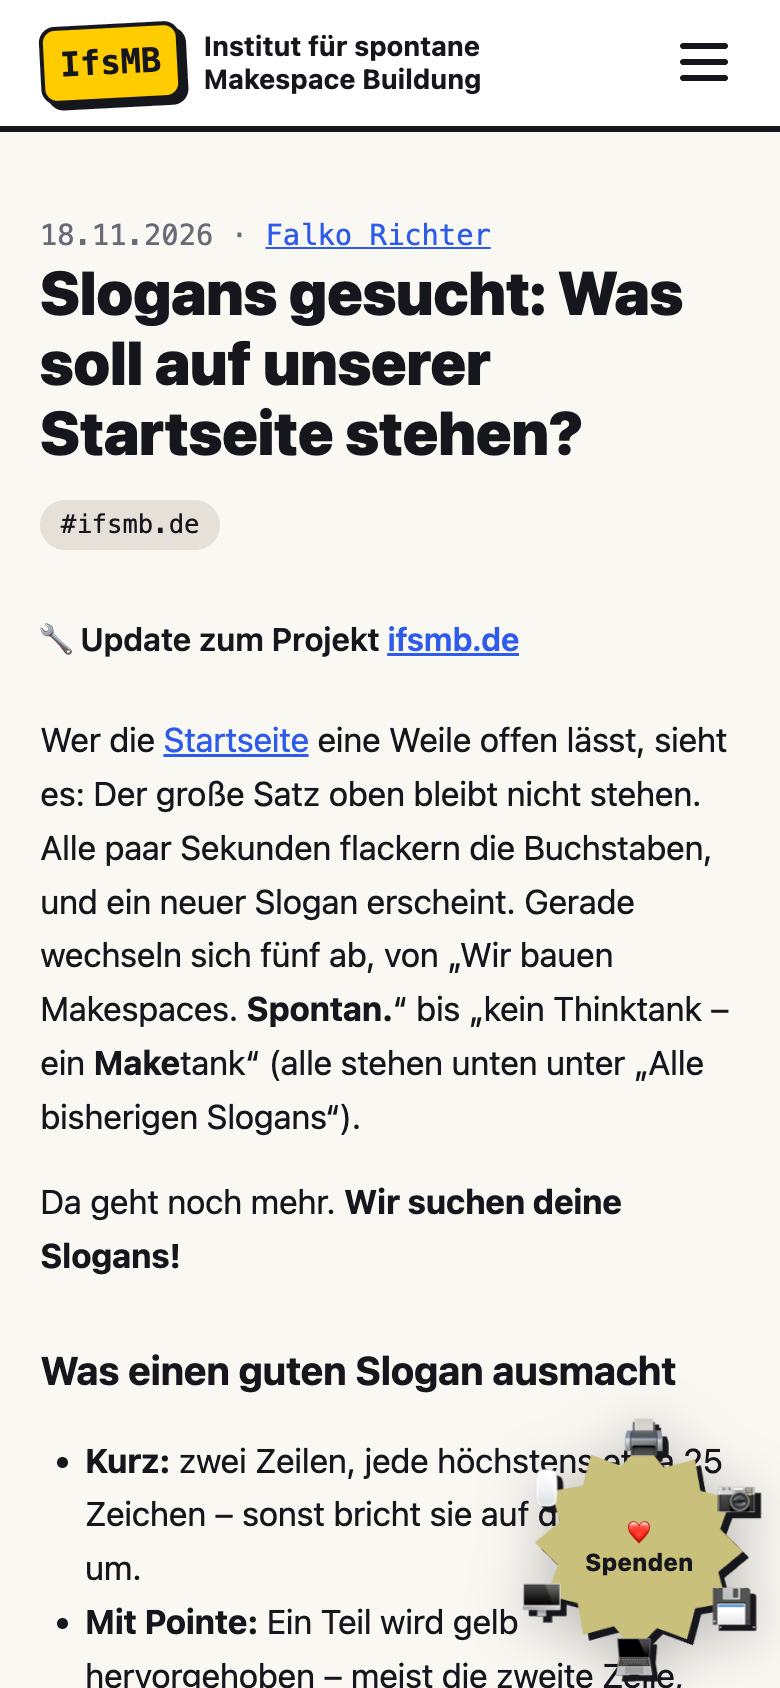 IfsMB
Institut für spontane
Makespace Buildung
18.11.2026 · Falko Richter
Slogans gesucht: Was
soll auf unserer
Startseite stehen?
#ifsmb.de
Update zum Projekt ifsmb.de
Wer die Startseite eine Weile offen lässt, sieht
es: Der große Satz oben bleibt nicht stehen.
Alle paar Sekunden flackern die Buchstaben,
und ein neuer Slogan erscheint. Gerade
wechseln sich fünf ab, von „Wir bauen
Makespaces. Spontan.“ bis „kein Thinktank –
ein Maketank“ (alle stehen unten unter „Alle
bisherigen Slogans“).
Da geht noch mehr. Wir suchen deine
Slogans!
Was einen guten Slogan ausmacht
• Kurz: zwei Zeilen, jede höchstens 25
Zeichen – sonst bricht sie auf
um.
• Mit Pointe: Ein Teil wird gelb
hervorgehoben – meist die zweite Zeile,
Spenden